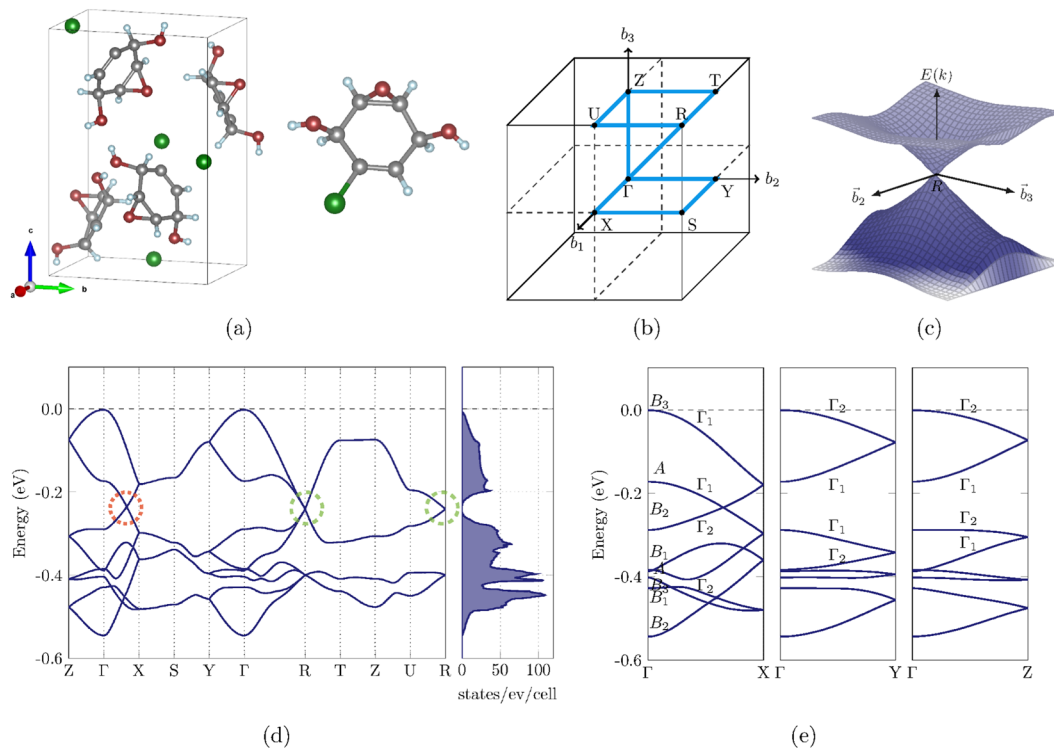 c
a
b
(a)
b₃
Z
T
U
R
Γ
Y
b₂
X
S
b₁
(b)
E(k)
R
b⃗₂
b⃗₃
(c)
Energy (eV)
0.0
-0.2
-0.4
-0.6
Z Γ X S Y Γ R T Z U R
0 50 100
states/ev/cell
(d)
Energy (eV)
0.0
-0.2
-0.4
-0.6
B₃
Γ₁
A
Γ₁
B₂
Γ₂
B₁
A
B₃
Γ₂
B₁
B₂
Γ X
Γ₂
Γ₁
Γ₁
Γ₂
Γ Y
Γ₂
Γ₁
Γ₂
Γ₁
Γ Z
(e)